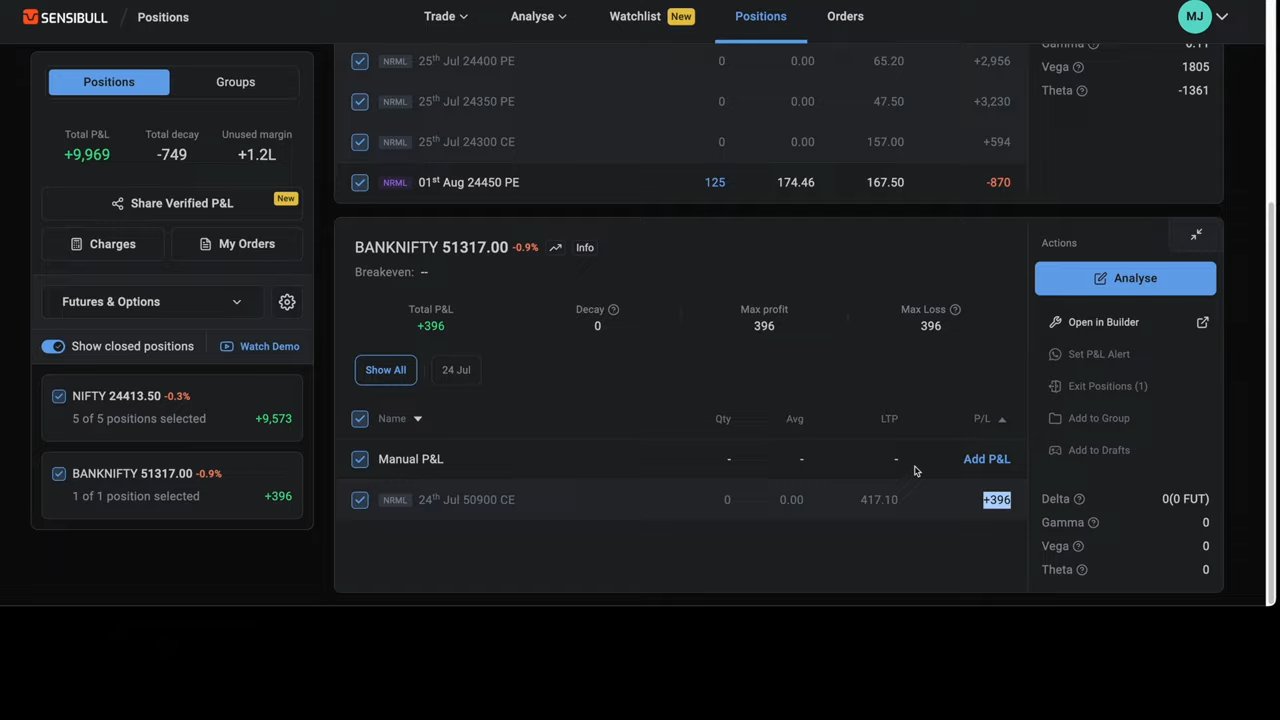 SENSIBULL / Positions Trade Analyse Watchlist New Positions Orders MJ
Positions Groups
Total P&L Total decay Unused margin
+9,969 -749 +1.2L
Share Verified P&L New
Charges My Orders
Futures & Options
Show closed positions Watch Demo
NIFTY 24413.50 -0.3%
5 of 5 positions selected +9,573
BANKNIFTY 51317.00 -0.9%
1 of 1 position selected +396
NRML 25th Jul 24400 PE 0 0.00 65.20 +2,956
NRML 25th Jul 24350 PE 0 0.00 47.50 +3,230
NRML 25th Jul 24300 CE 0 0.00 157.00 +594
NRML 01st Aug 24450 PE 125 174.46 167.50 -870
Gamma 0.11
Vega 1805
Theta -1361
BANKNIFTY 51317.00 -0.9% Info
Breakeven: --
Total P&L Decay Max profit Max Loss
+396 0 396 396
Show All 24 Jul
Name Qty Avg LTP P/L
Manual P&L - - - Add P&L
NRML 24th Jul 50900 CE 0 0.00 417.10 +396
Actions
Analyse
Open in Builder
Set P&L Alert
Exit Positions (1)
Add to Group
Add to Drafts
Delta 0(0 FUT)
Gamma 0
Vega 0
Theta 0